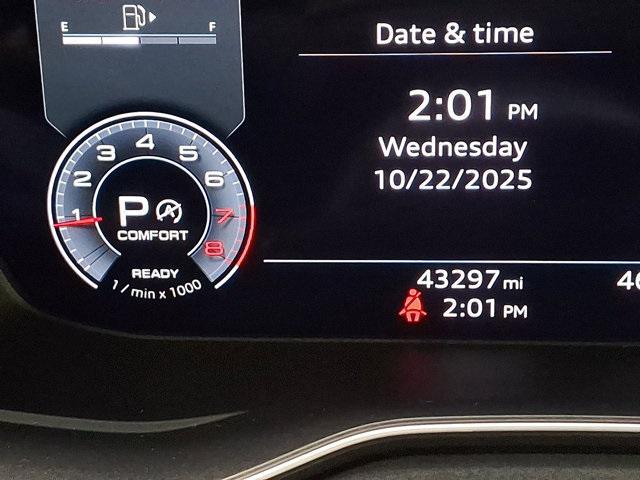 E F
Date & time
2:01 PM
Wednesday
10/22/2025
1 2 3 4 5 6 7 8
P A
COMFORT
READY
1 / min x 1000
43297 mi
46
2:01 PM